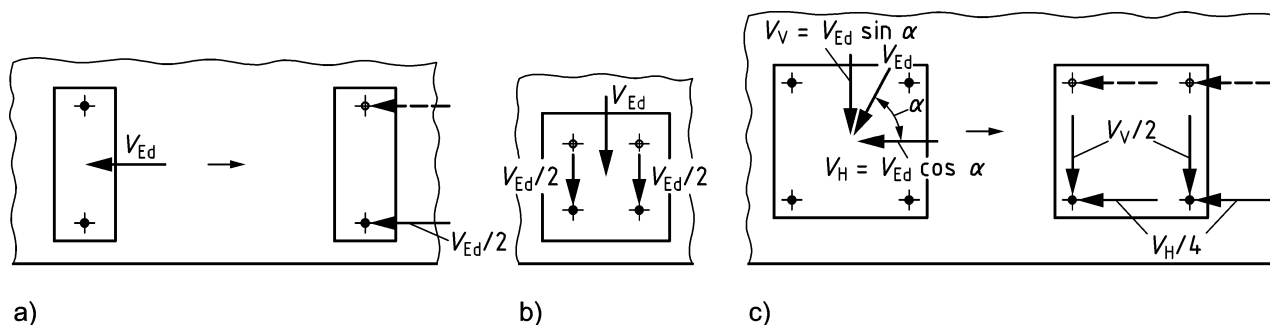 V_Ed
V_Ed/2
a)
V_Ed
V_Ed/2
V_Ed/2
b)
V_V = V_Ed sin α
V_Ed
α
V_H = V_Ed cos α
V_V/2
V_H/4
c)